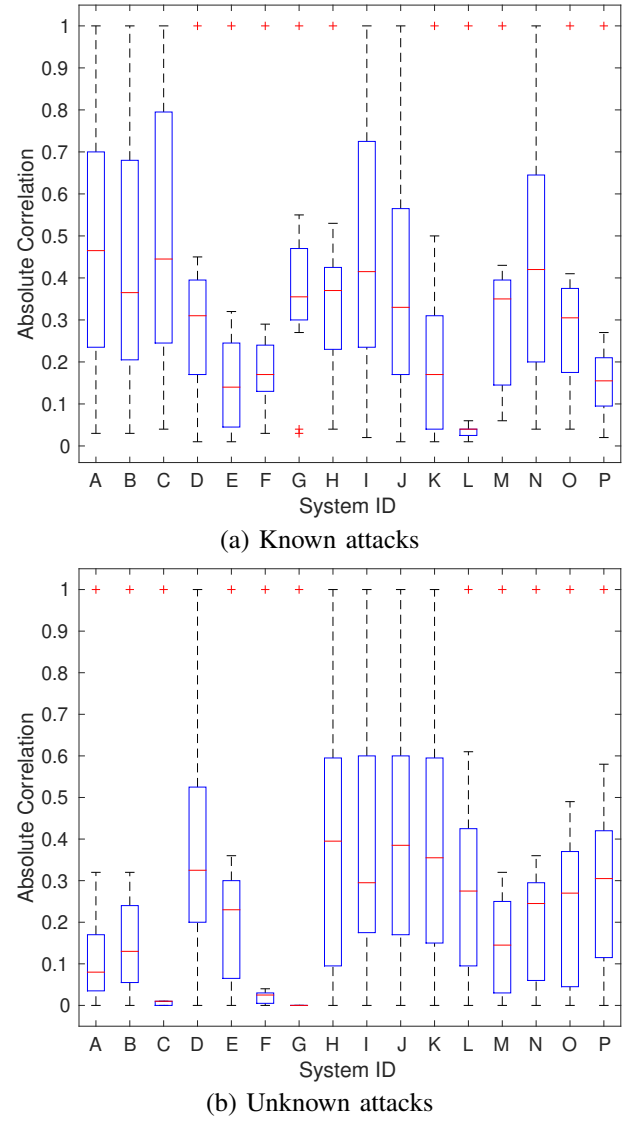 1
0.9
0.8
0.7
0.6
0.5
0.4
0.3
0.2
0.1
0
Absolute Correlation
A B C D E F G H I J K L M N O P
System ID
(a) Known attacks
1
0.9
0.8
0.7
0.6
0.5
0.4
0.3
0.2
0.1
0
Absolute Correlation
A B C D E F G H I J K L M N O P
System ID
(b) Unknown attacks